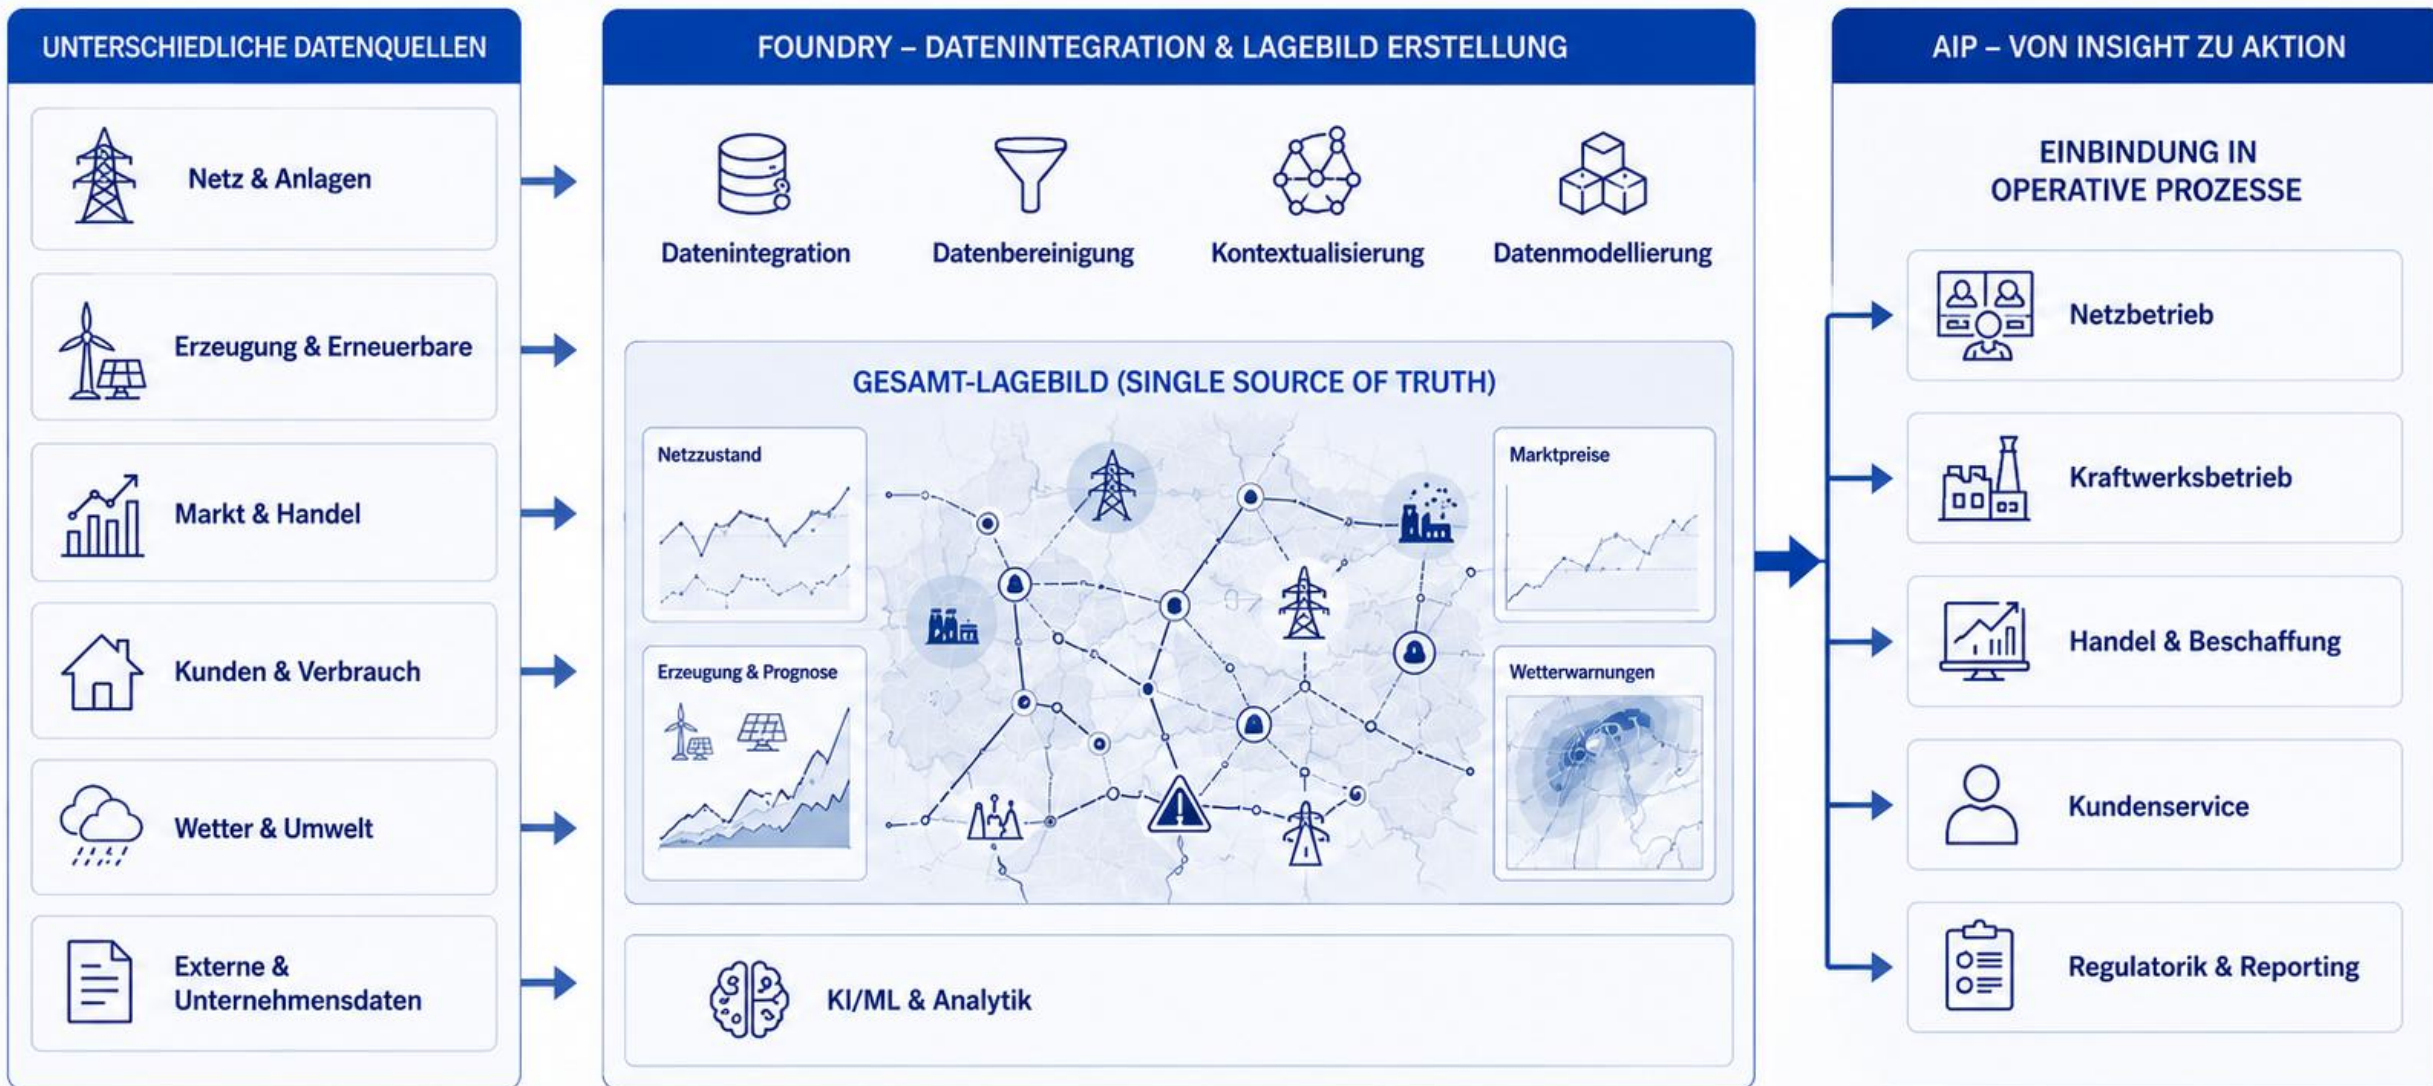 UNTERSCHIEDLICHE DATENQUELLEN
Netz & Anlagen
Erzeugung & Erneuerbare
Markt & Handel
Kunden & Verbrauch
Wetter & Umwelt
Externe &
Unternehmensdaten
FOUNDRY – DATENINTEGRATION & LAGEBILD ERSTELLUNG
Datenintegration
Datenbereinigung
Kontextualisierung
Datenmodellierung
GESAMT-LAGEBILD (SINGLE SOURCE OF TRUTH)
Netzzustand
Marktpreise
Erzeugung & Prognose
Wetterwarnungen
KI/ML & Analytik
AIP – VON INSIGHT ZU AKTION
EINBINDUNG IN
OPERATIVE PROZESSE
Netzbetrieb
Kraftwerksbetrieb
Handel & Beschaffung
Kundenservice
Regulatorik & Reporting